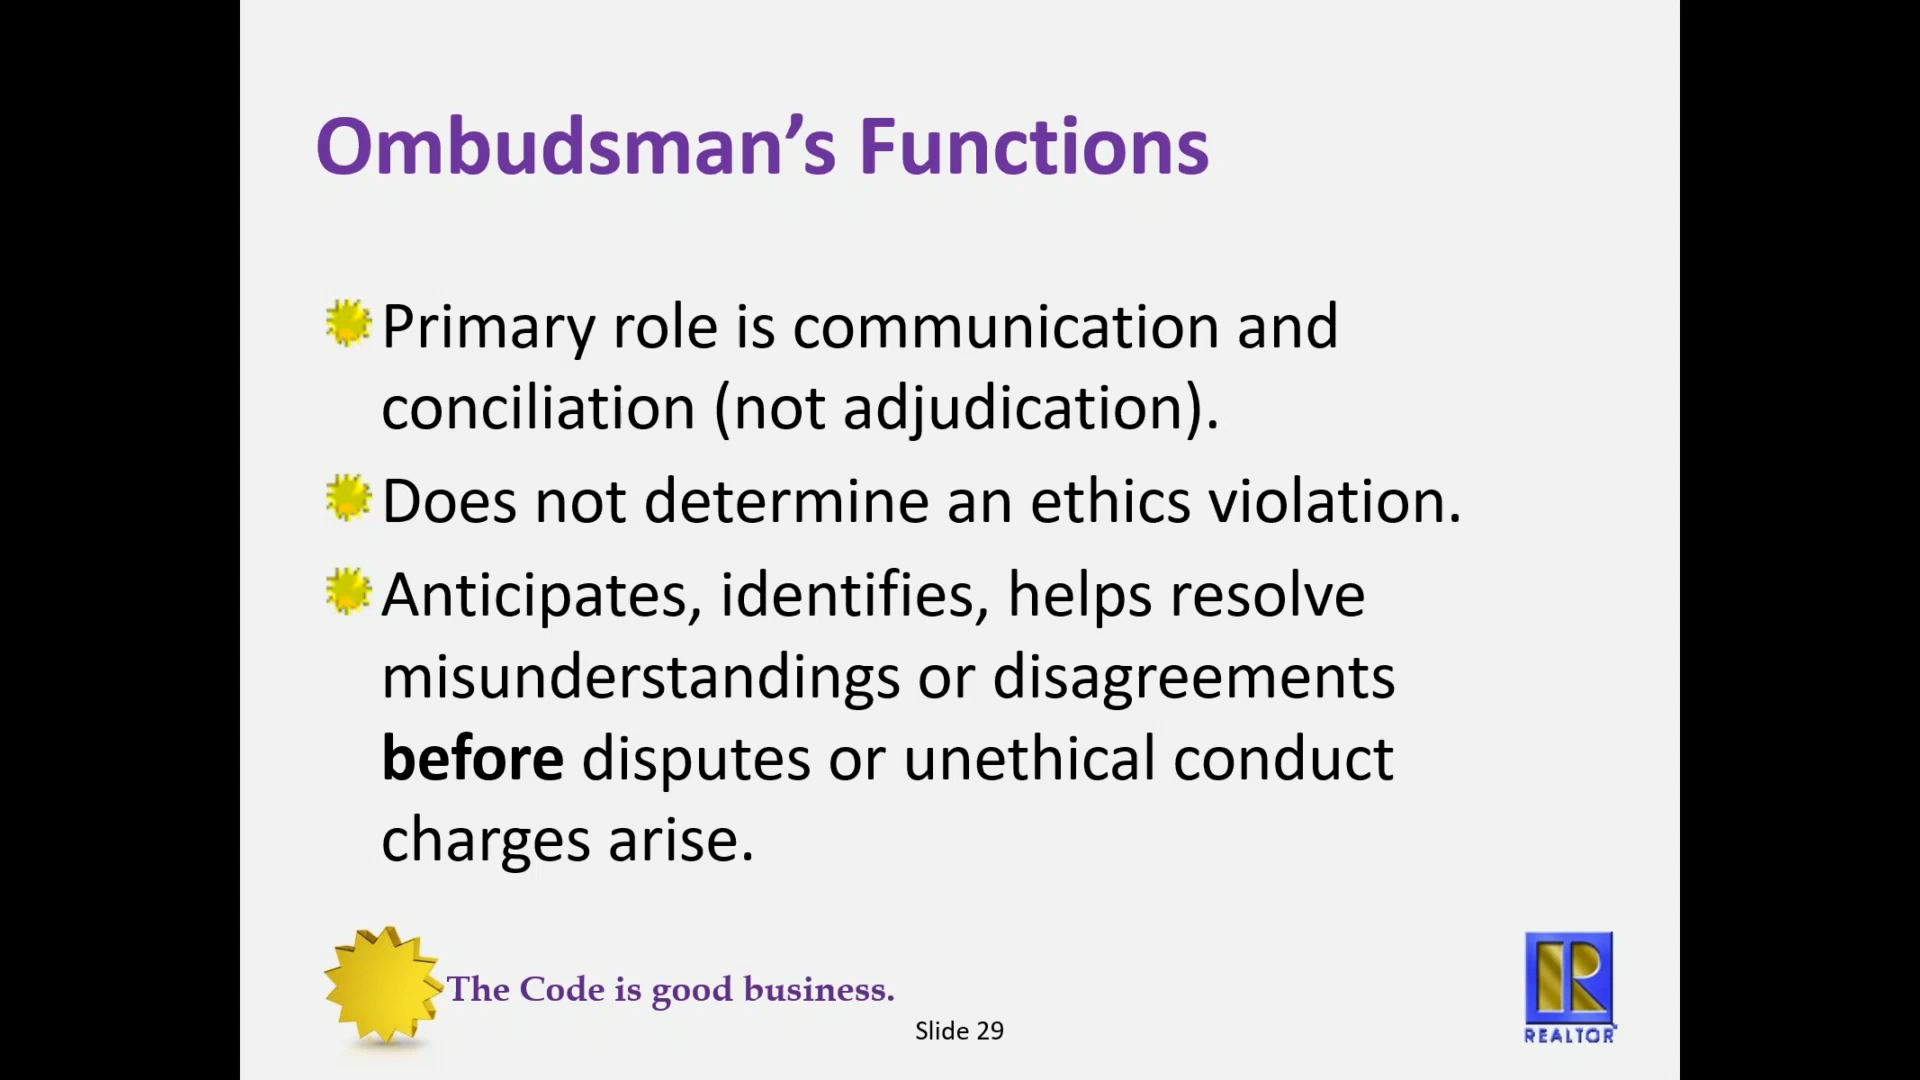 Ombudsman’s Functions
Primary role is communication and
conciliation (not adjudication).
Does not determine an ethics violation.
Anticipates, identifies, helps resolve
misunderstandings or disagreements
before disputes or unethical conduct
charges arise.
The Code is good business.
Slide 29
R
REALTOR